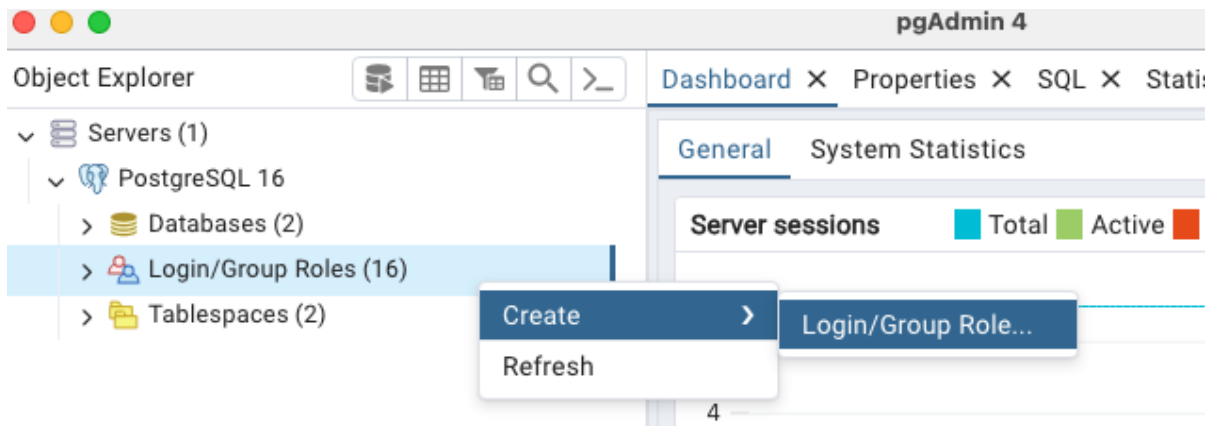 pgAdmin 4
Object Explorer
Dashboard Properties SQL
Servers (1)
General System Statistics
PostgreSQL 16
Databases (2)
Server sessions Total Active
Login/Group Roles (16)
Tablespaces (2)
Create
Login/Group Role...
Refresh
4